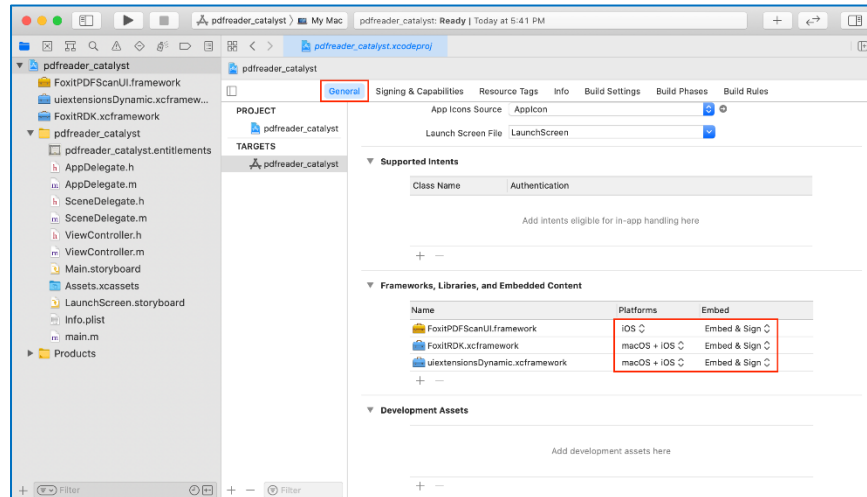 pdfreader_catalyst
My Mac
pdfreader_catalyst: Ready | Today at 5:41 PM
pdfreader_catalyst
pdfreader_catalyst.xcodeproj
FoxitPDFScanUI.framework
uiextensionsDynamic.xcframew...
FoxitRDK.xcframework
pdfreader_catalyst
pdfreader_catalyst.entitlements
AppDelegate.h
AppDelegate.m
SceneDelegate.h
SceneDelegate.m
ViewController.h
ViewController.m
Main.storyboard
Assets.xcassets
LaunchScreen.storyboard
Info.plist
main.m
Products
Filter
pdfreader_catalyst
General Signing & Capabilities Resource Tags Info Build Settings Build Phases Build Rules
PROJECT
pdfreader_catalyst
TARGETS
pdfreader_catalyst
Filter
App Icons Source AppIcon
Launch Screen File LaunchScreen
Supported Intents
Class Name Authentication
Add intents eligible for in-app handling here
Frameworks, Libraries, and Embedded Content
Name Platforms Embed
FoxitPDFScanUI.framework iOS Embed & Sign
FoxitRDK.xcframework macOS + iOS Embed & Sign
uiextensionsDynamic.xcframework macOS + iOS Embed & Sign
Development Assets
Add development assets here